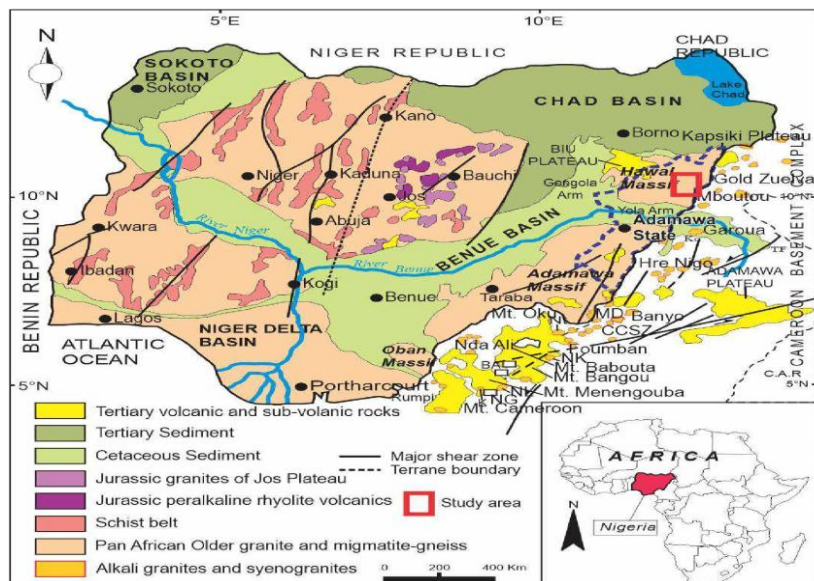 5°E
10°E
N
NIGER REPUBLIC
CHAD
REPUBLIC
SOKOTO
BASIN
Sokoto
Lake
Chad
CHAD BASIN
Kano
Borno
Kapsiki Plateau
BIU
PLATEAU
Hawal
Massif
Niger
Kaduna
Bauchi
Gold Zueva
10°N
Jos
Gongola
Arm
Mboutou
10°N
Abuja
Kwara
River Niger
BENUE BASIN
Yola Arm
Adamawa
State
Garoua
River Benue
Ibadan
Kogi
Hre Nigo
ADAMAWA
PLATEAU
Adamawa
Massif
Benue
Taraba
Lagos
Mt. Oku
MD
Banyo
CCSZ
NIGER DELTA
BASIN
ATLANTIC
OCEAN
Oban
Massif
Nda Ali
Foumban
NK
BA
Mt. Babouta
Mt. Bangou
C.A.R
5°N
5°N
Portharcourt
Rumpi
NG
Mt. Menengouba
Mt. Cameroon
BENIN REPUBLIC
CAMEROON BASEMENT COMPLEX
Tertiary volcanic and sub-volanic rocks
Tertiary Sediment
Cetaceous Sediment
Jurassic granites of Jos Plateau
Jurassic peralkaline rhyolite volcanics
Schist belt
Pan African Older granite and migmatite-gneiss
Alkali granites and syenogranites
Major shear zone
Terrane boundary
Study area
0 200 400 Km
AFRICA
N
Nigeria